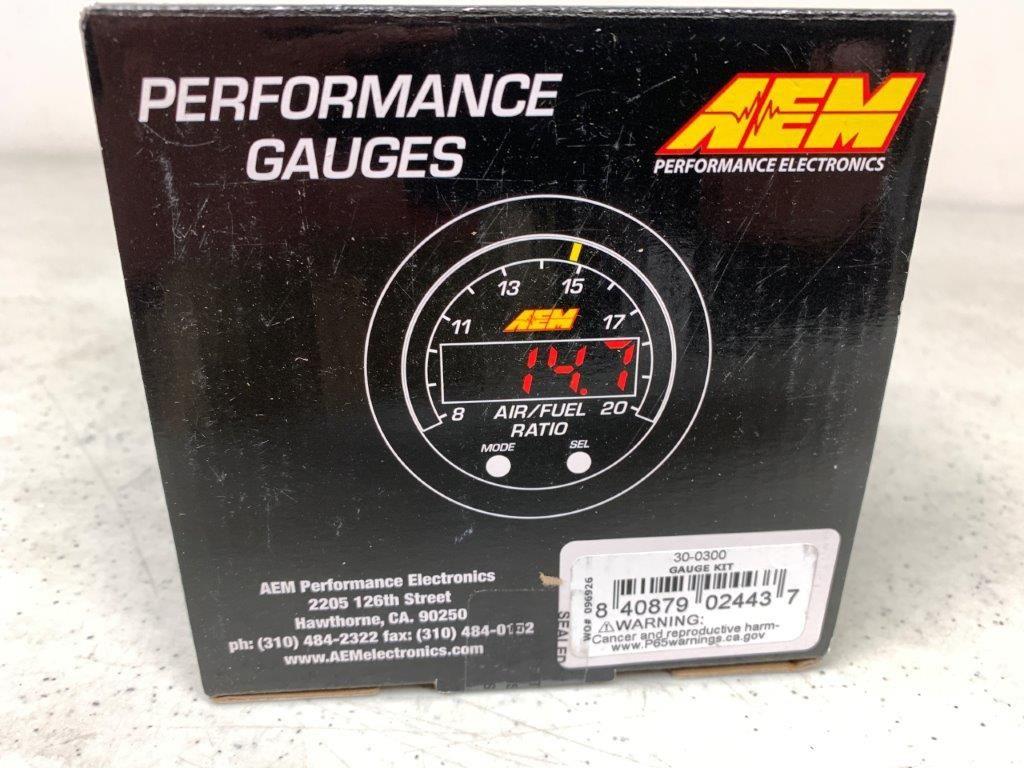 PERFORMANCE
GAUGES
AEM
PERFORMANCE ELECTRONICS
13 15
11 17
AEM
14.7
8 AIR/FUEL 20
RATIO
MODE SEL
AEM Performance Electronics
2205 126th Street
Hawthorne, CA. 90250
ph: (310) 484-2322 fax: (310) 484-0152
www.AEMelectronics.com
SEALED
WO# 096926
30-0300
GAUGE KIT
8 40879 02443 7
⚠WARNING:
Cancer and reproductive harm-
www.P65warnings.ca.gov